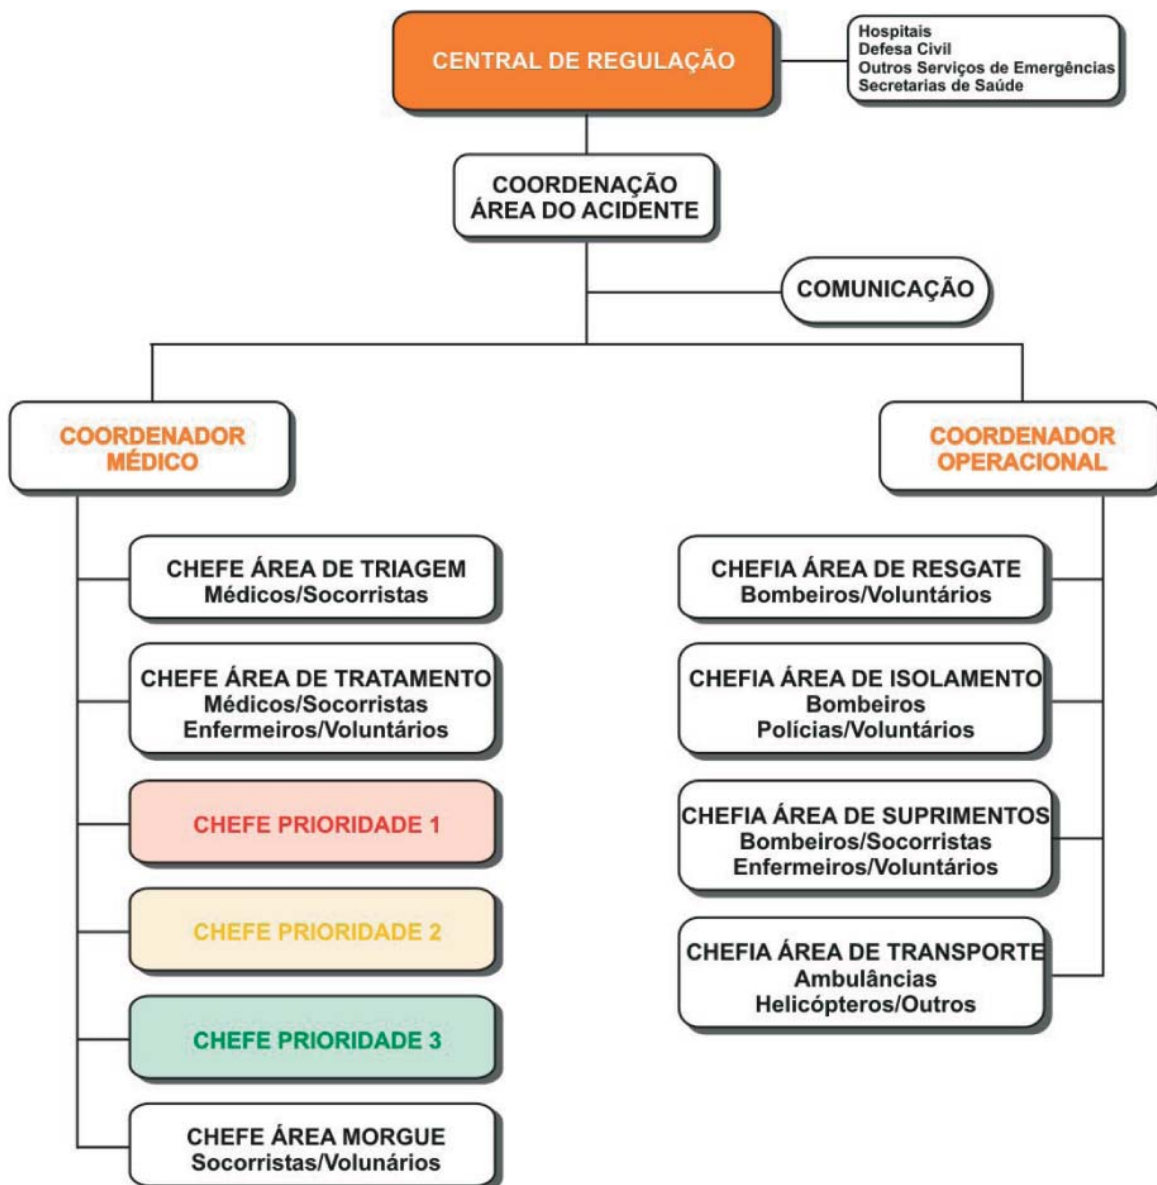 CENTRAL DE REGULAÇÃO
Hospitais
Defesa Civil
Outros Serviços de Emergências
Secretarias de Saúde
COORDENAÇÃO
ÁREA DO ACIDENTE
COMUNICAÇÃO
COORDENADOR
MÉDICO
CHEFE ÁREA DE TRIAGEM
Médicos/Socorristas
CHEFE ÁREA DE TRATAMENTO
Médicos/Socorristas
Enfermeiros/Voluntários
CHEFE PRIORIDADE 1
CHEFE PRIORIDADE 2
CHEFE PRIORIDADE 3
CHEFE ÁREA MORGUE
Socorristas/Volunários
COORDENADOR
OPERACIONAL
CHEFIA ÁREA DE RESGATE
Bombeiros/Voluntários
CHEFIA ÁREA DE ISOLAMENTO
Bombeiros
Polícias/Voluntários
CHEFIA ÁREA DE SUPRIMENTOS
Bombeiros/Socorristas
Enfermeiros/Voluntários
CHEFIA ÁREA DE TRANSPORTE
Ambulâncias
Helicópteros/Outros